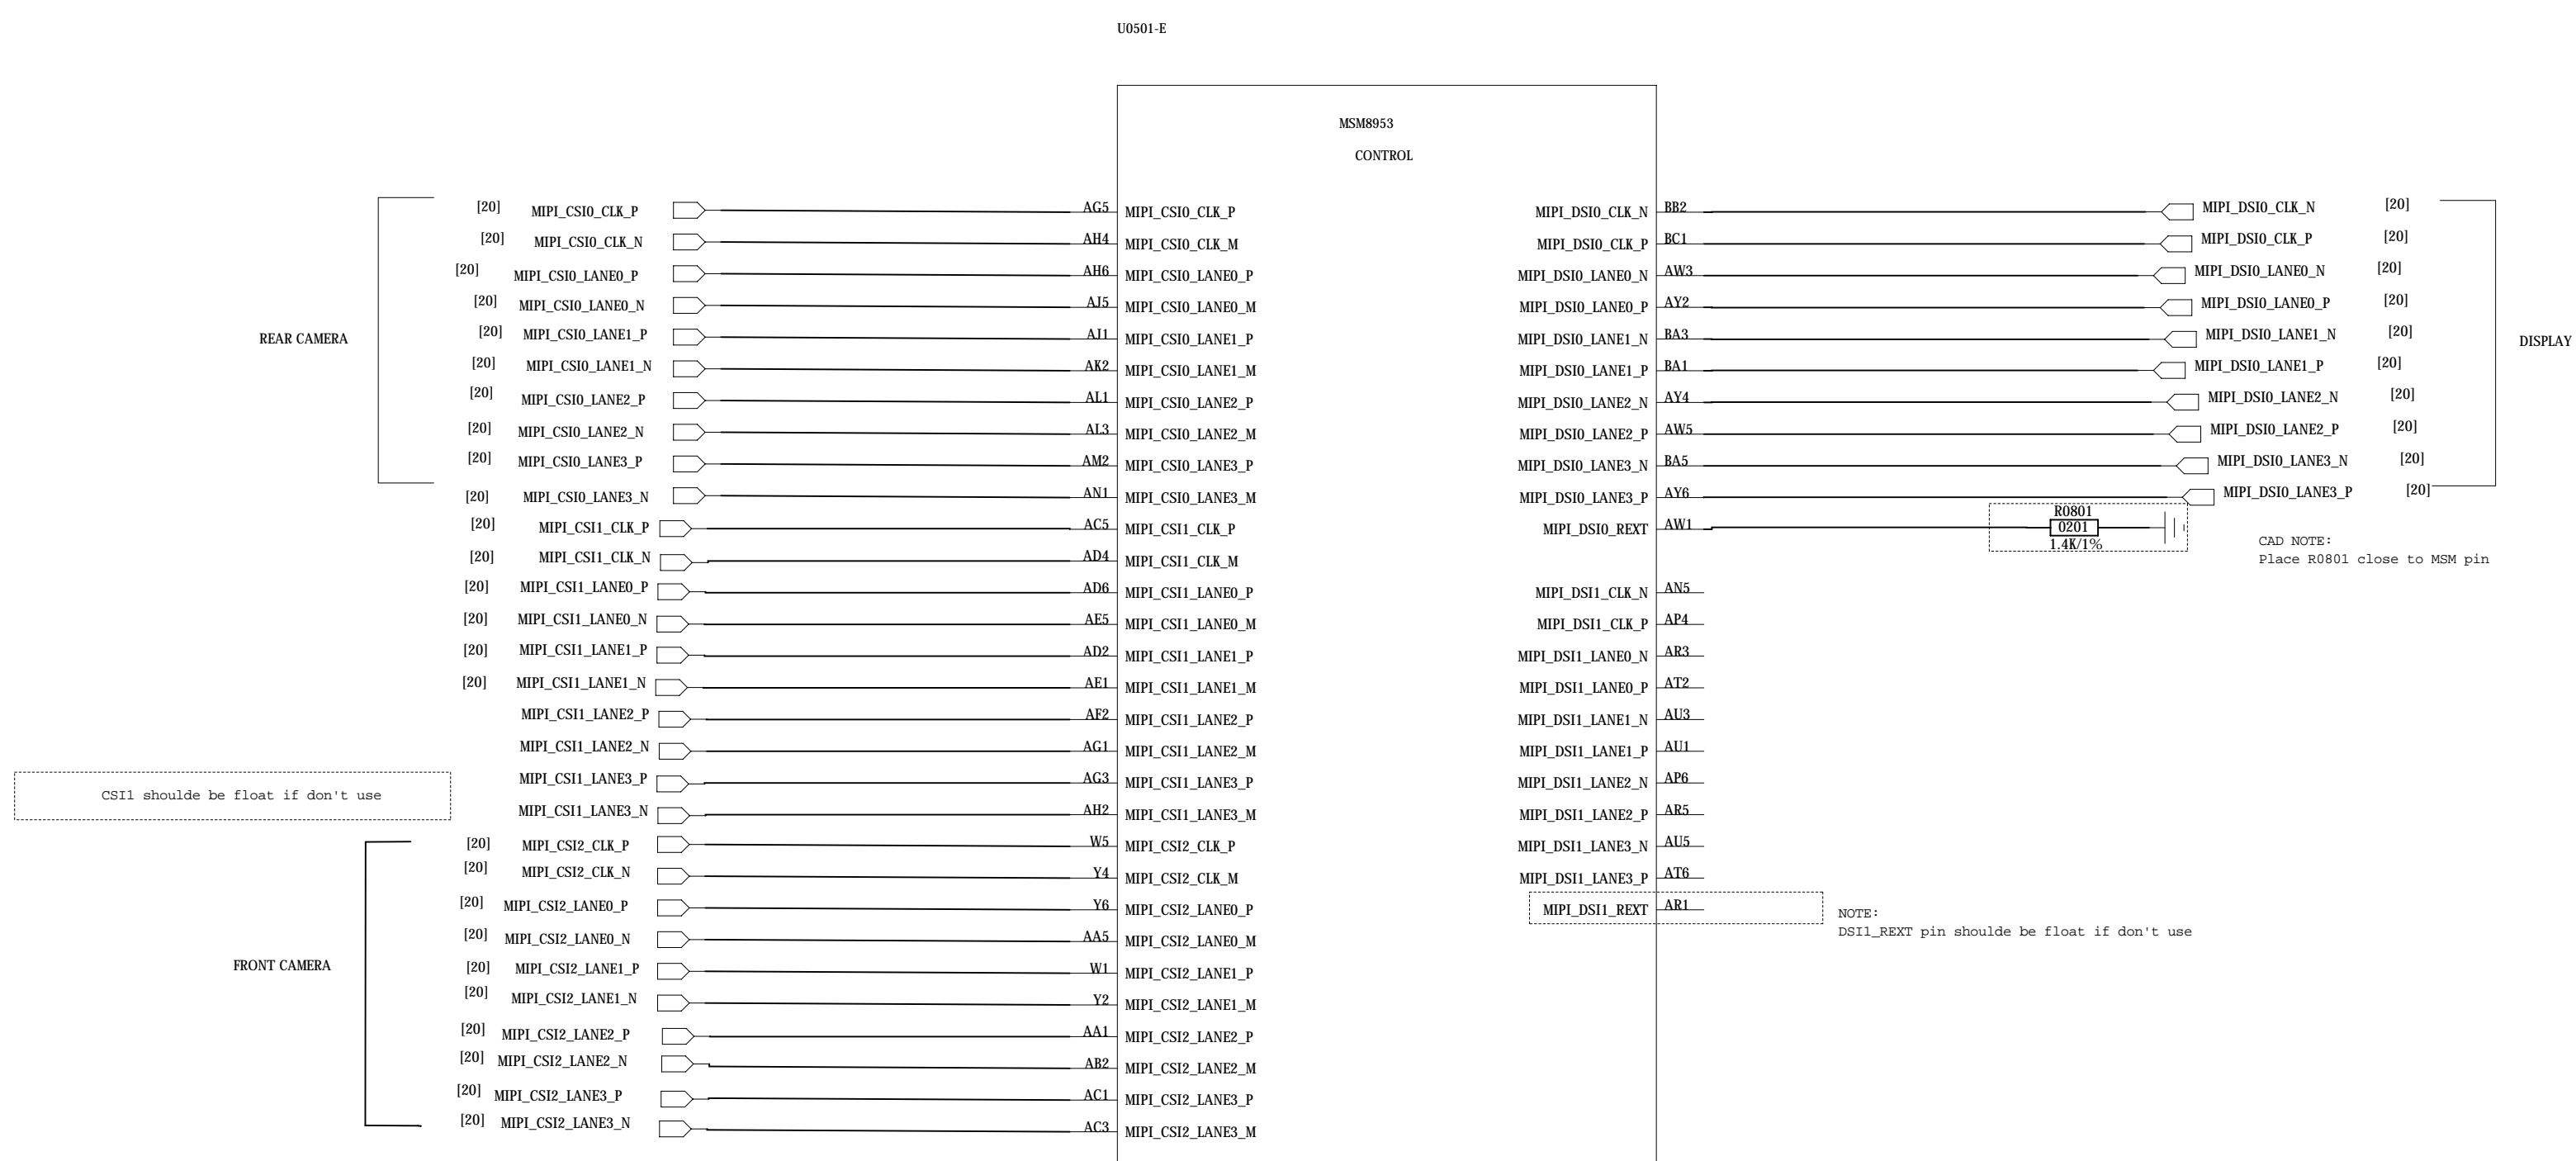 U0501-E
MSM8953
CONTROL
[20] MIPI_CSI0_CLK_P AG5 MIPI_CSI0_CLK_P MIPI_DSI0_CLK_N BB2 MIPI_DSI0_CLK_N [20]
[20] MIPI_CSI0_CLK_N AH4 MIPI_CSI0_CLK_M MIPI_DSI0_CLK_P BC1 MIPI_DSI0_CLK_P [20]
[20] MIPI_CSI0_LANE0_P AH6 MIPI_CSI0_LANE0_P MIPI_DSI0_LANE0_N AW3 MIPI_DSI0_LANE0_N [20]
[20] MIPI_CSI0_LANE0_N AJ5 MIPI_CSI0_LANE0_M MIPI_DSI0_LANE0_P AY2 MIPI_DSI0_LANE0_P [20]
REAR CAMERA [20] MIPI_CSI0_LANE1_P AJ1 MIPI_CSI0_LANE1_P MIPI_DSI0_LANE1_N BA3 MIPI_DSI0_LANE1_N [20] DISPLAY
[20] MIPI_CSI0_LANE1_N AK2 MIPI_CSI0_LANE1_M MIPI_DSI0_LANE1_P BA1 MIPI_DSI0_LANE1_P [20]
[20] MIPI_CSI0_LANE2_P AL1 MIPI_CSI0_LANE2_P MIPI_DSI0_LANE2_N AY4 MIPI_DSI0_LANE2_N [20]
[20] MIPI_CSI0_LANE2_N AL3 MIPI_CSI0_LANE2_M MIPI_DSI0_LANE2_P AW5 MIPI_DSI0_LANE2_P [20]
[20] MIPI_CSI0_LANE3_P AM2 MIPI_CSI0_LANE3_P MIPI_DSI0_LANE3_N BA5 MIPI_DSI0_LANE3_N [20]
[20] MIPI_CSI0_LANE3_N AN1 MIPI_CSI0_LANE3_M MIPI_DSI0_LANE3_P AY6 MIPI_DSI0_LANE3_P [20]
R0801
[20] MIPI_CSI1_CLK_P AC5 MIPI_CSI1_CLK_P MIPI_DSI0_REXT AW1 0201
1.4K/1%
CAD NOTE:
Place R0801 close to MSM pin
[20] MIPI_CSI1_CLK_N AD4 MIPI_CSI1_CLK_M
[20] MIPI_CSI1_LANE0_P AD6 MIPI_CSI1_LANE0_P MIPI_DSI1_CLK_N AN5
[20] MIPI_CSI1_LANE0_N AE5 MIPI_CSI1_LANE0_M MIPI_DSI1_CLK_P AP4
[20] MIPI_CSI1_LANE1_P AD2 MIPI_CSI1_LANE1_P MIPI_DSI1_LANE0_N AR3
[20] MIPI_CSI1_LANE1_N AE1 MIPI_CSI1_LANE1_M MIPI_DSI1_LANE0_P AT2
MIPI_CSI1_LANE2_P AF2 MIPI_CSI1_LANE2_P MIPI_DSI1_LANE1_N AU3
MIPI_CSI1_LANE2_N AG1 MIPI_CSI1_LANE2_M MIPI_DSI1_LANE1_P AU1
MIPI_CSI1_LANE3_P AG3 MIPI_CSI1_LANE3_P MIPI_DSI1_LANE2_N AP6
CSI1 shoulde be float if don't use
MIPI_CSI1_LANE3_N AH2 MIPI_CSI1_LANE3_M MIPI_DSI1_LANE2_P AR5
[20] MIPI_CSI2_CLK_P W5 MIPI_CSI2_CLK_P MIPI_DSI1_LANE3_N AU5
[20] MIPI_CSI2_CLK_N Y4 MIPI_CSI2_CLK_M MIPI_DSI1_LANE3_P AT6
[20] MIPI_CSI2_LANE0_P Y6 MIPI_CSI2_LANE0_P MIPI_DSI1_REXT AR1
NOTE:
DSI1_REXT pin shoulde be float if don't use
[20] MIPI_CSI2_LANE0_N AA5 MIPI_CSI2_LANE0_M
FRONT CAMERA [20] MIPI_CSI2_LANE1_P W1 MIPI_CSI2_LANE1_P
[20] MIPI_CSI2_LANE1_N Y2 MIPI_CSI2_LANE1_M
[20] MIPI_CSI2_LANE2_P AA1 MIPI_CSI2_LANE2_P
[20] MIPI_CSI2_LANE2_N AB2 MIPI_CSI2_LANE2_M
[20] MIPI_CSI2_LANE3_P AC1 MIPI_CSI2_LANE3_P
[20] MIPI_CSI2_LANE3_N AC3 MIPI_CSI2_LANE3_M